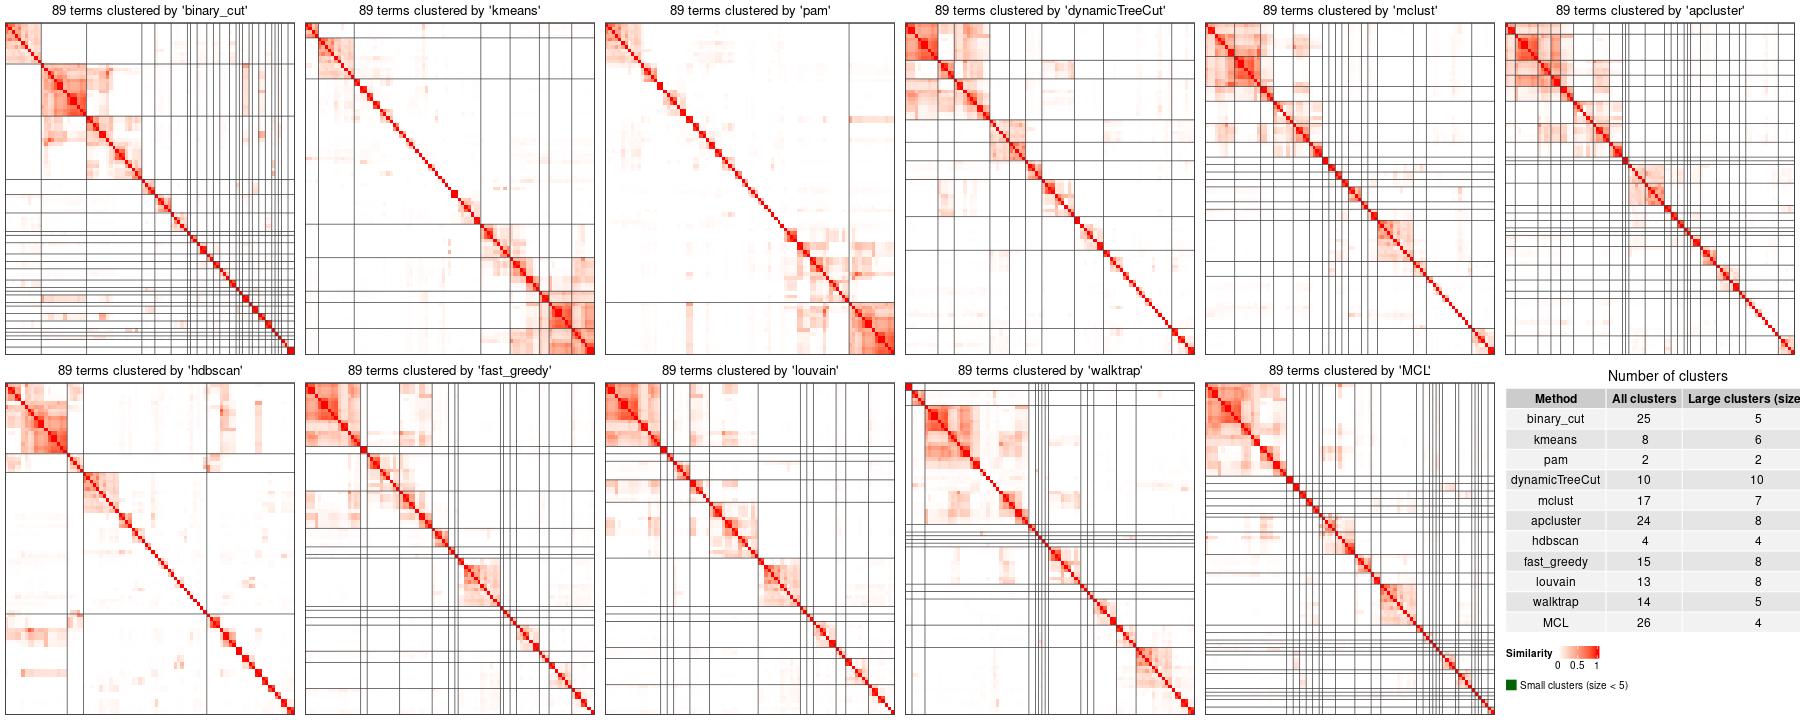 89 terms clustered by 'binary_cut'
89 terms clustered by 'kmeans'
89 terms clustered by 'pam'
89 terms clustered by 'dynamicTreeCut'
89 terms clustered by 'mclust'
89 terms clustered by 'apcluster'
89 terms clustered by 'hdbscan'
89 terms clustered by 'fast_greedy'
89 terms clustered by 'louvain'
89 terms clustered by 'walktrap'
89 terms clustered by 'MCL'
Number of clusters
Method All clusters Large clusters (size
binary_cut 25 5
kmeans 8 6
pam 2 2
dynamicTreeCut 10 10
mclust 17 7
apcluster 24 8
hdbscan 4 4
fast_greedy 15 8
louvain 13 8
walktrap 14 5
MCL 26 4
Similarity
0 0.5 1
Small clusters (size < 5)